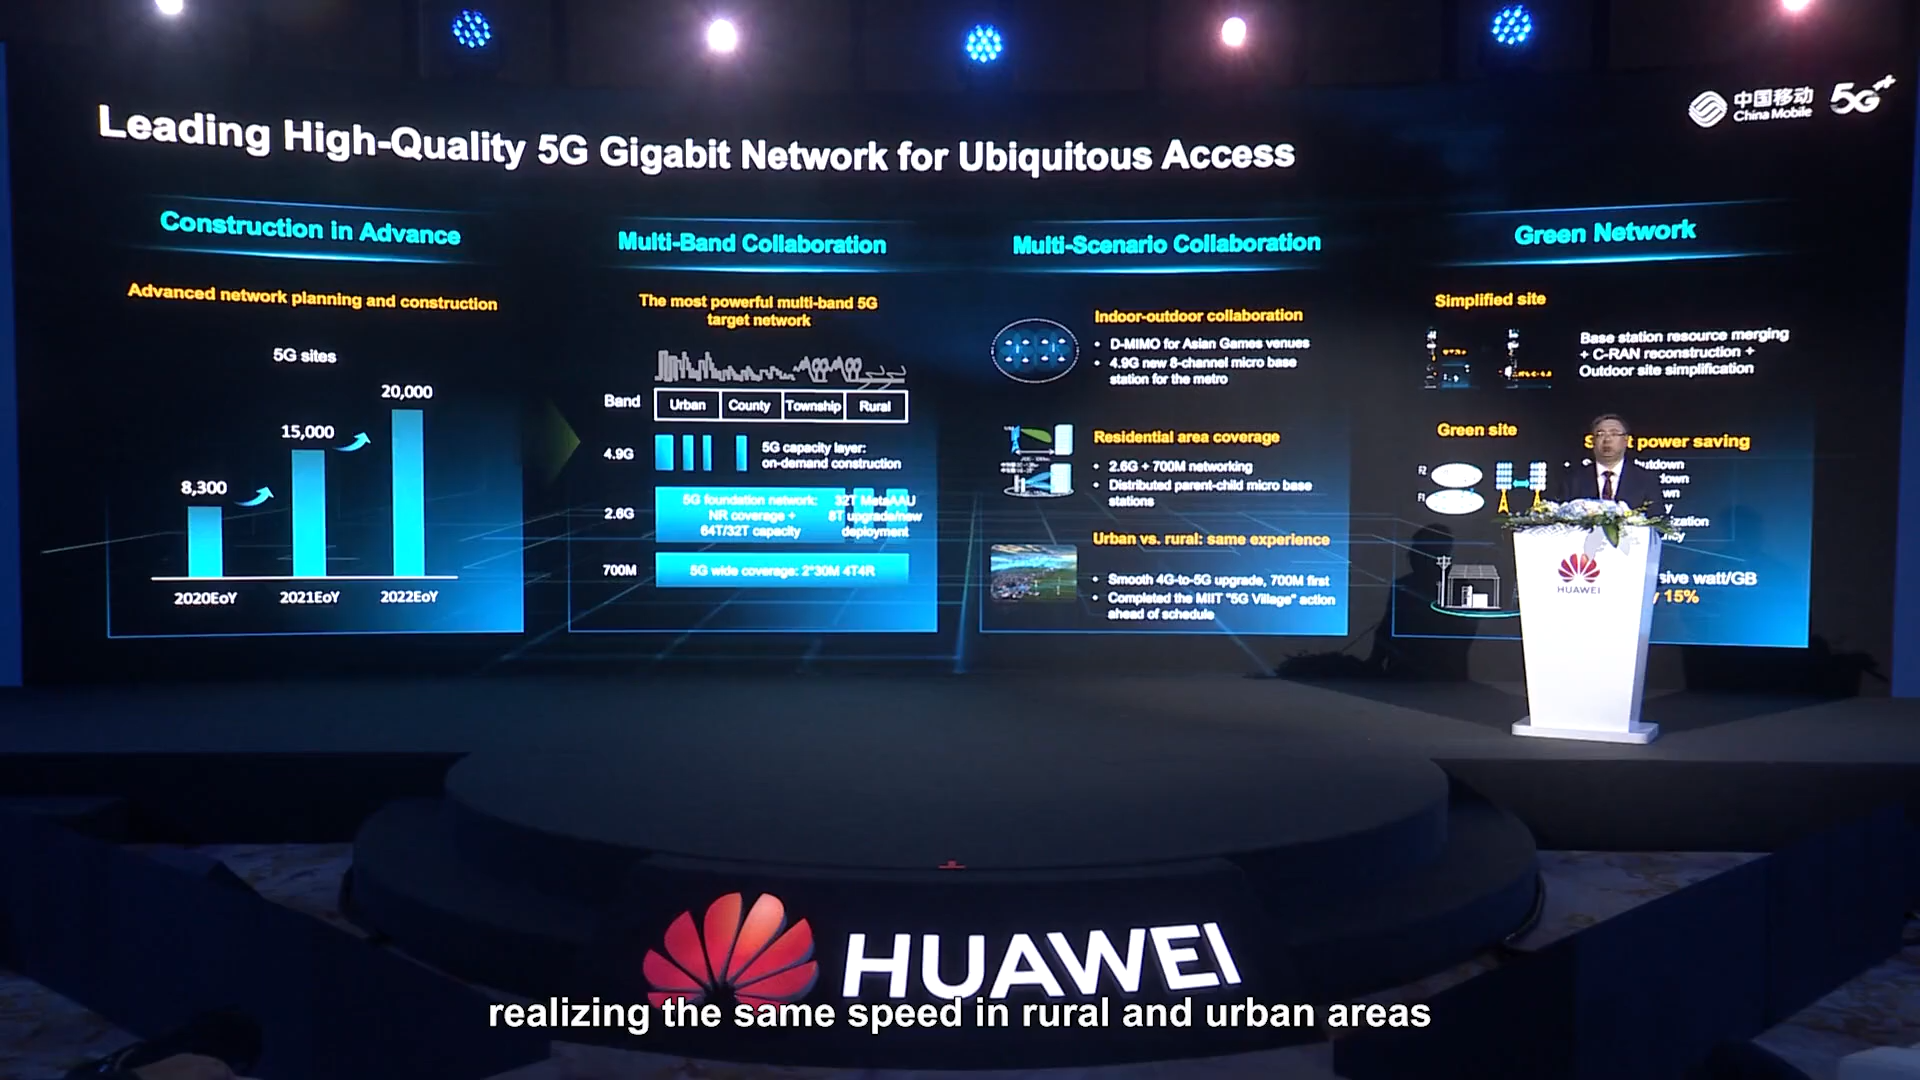 中国移动
China Mobile
5G+
Leading High-Quality 5G Gigabit Network for Ubiquitous Access
Construction in Advance
Advanced network planning and construction
5G sites
8,300
15,000
20,000
2020EoY
2021EoY
2022EoY
Multi-Band Collaboration
The most powerful multi-band 5G
target network
Band
Urban
County
Township
Rural
4.9G
5G capacity layer:
on-demand construction
2.6G
5G foundation network:
NR coverage +
64T/32T capacity
32T MetaAAU
8T upgrade/new
deployment
700M
5G wide coverage: 2*30M 4T4R
Multi-Scenario Collaboration
Indoor-outdoor collaboration
• D-MIMO for Asian Games venues
• 4.9G new 8-channel micro base
station for the metro
Residential area coverage
• 2.6G + 700M networking
• Distributed parent-child micro base
stations
Urban vs. rural: same experience
• Smooth 4G-to-5G upgrade, 700M first
• Completed the MIIT "5G Village" action
ahead of schedule
Green Network
Simplified site
Base station resource merging
+ C-RAN reconstruction +
Outdoor site simplification
Green site
F2
F1
power saving
watt/GB
15%
HUAWEI
HUAWEI
realizing the same speed in rural and urban areas